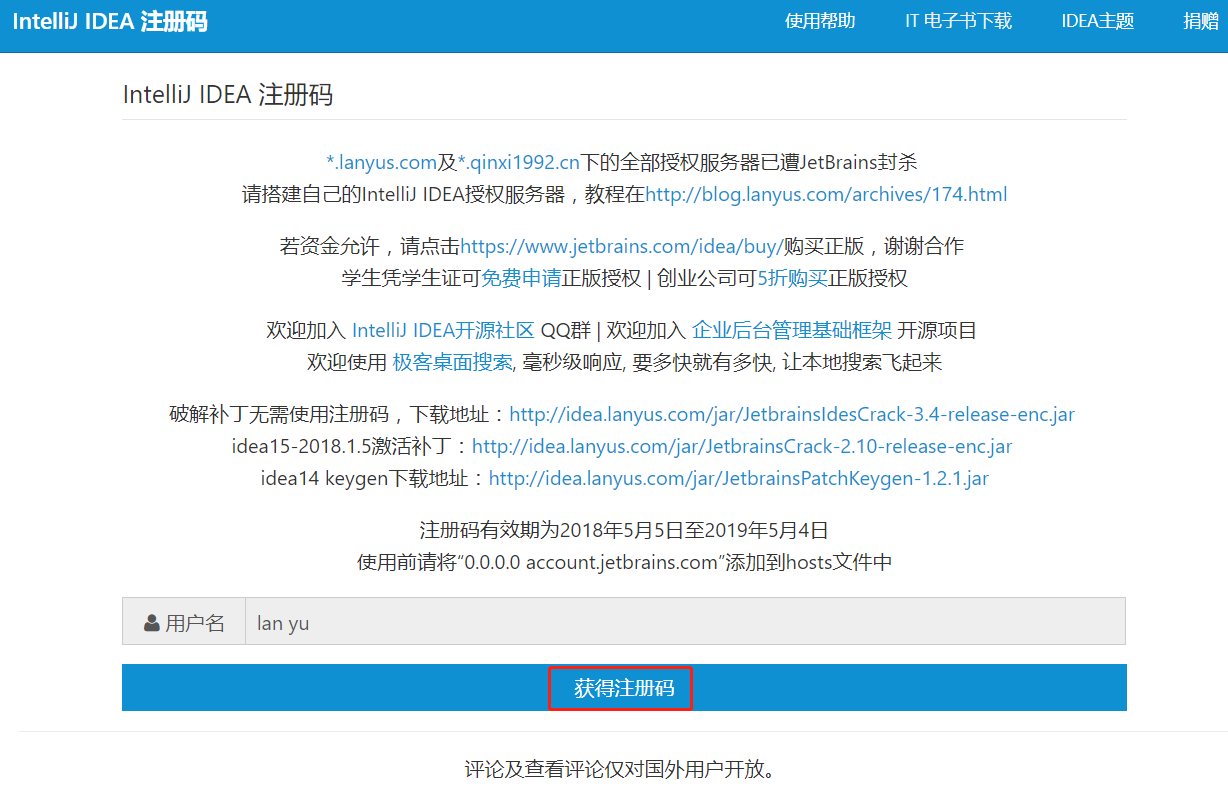 IntelliJ IDEA 注册码 使用帮助 IT 电子书下载 IDEA主题 捐赠
IntelliJ IDEA 注册码
*.lanyus.com及*.qinxi1992.cn下的全部授权服务器已遭JetBrains封杀
请搭建自己的IntelliJ IDEA授权服务器，教程在http://blog.lanyus.com/archives/174.html
若资金允许，请点击https://www.jetbrains.com/idea/buy/购买正版，谢谢合作
学生凭学生证可免费申请正版授权 | 创业公司可5折购买正版授权
欢迎加入 IntelliJ IDEA开源社区 QQ群 | 欢迎加入 企业后台管理基础框架 开源项目
欢迎使用 极客桌面搜索, 毫秒级响应, 要多快就有多快, 让本地搜索飞起来
破解补丁无需使用注册码，下载地址：http://idea.lanyus.com/jar/JetbrainsIdesCrack-3.4-release-enc.jar
idea15-2018.1.5激活补丁：http://idea.lanyus.com/jar/JetbrainsCrack-2.10-release-enc.jar
idea14 keygen下载地址：http://idea.lanyus.com/jar/JetbrainsPatchKeygen-1.2.1.jar
注册码有效期为2018年5月5日至2019年5月4日
使用前请将“0.0.0.0 account.jetbrains.com”添加到hosts文件中
用户名 lan yu
获得注册码
评论及查看评论仅对国外用户开放。